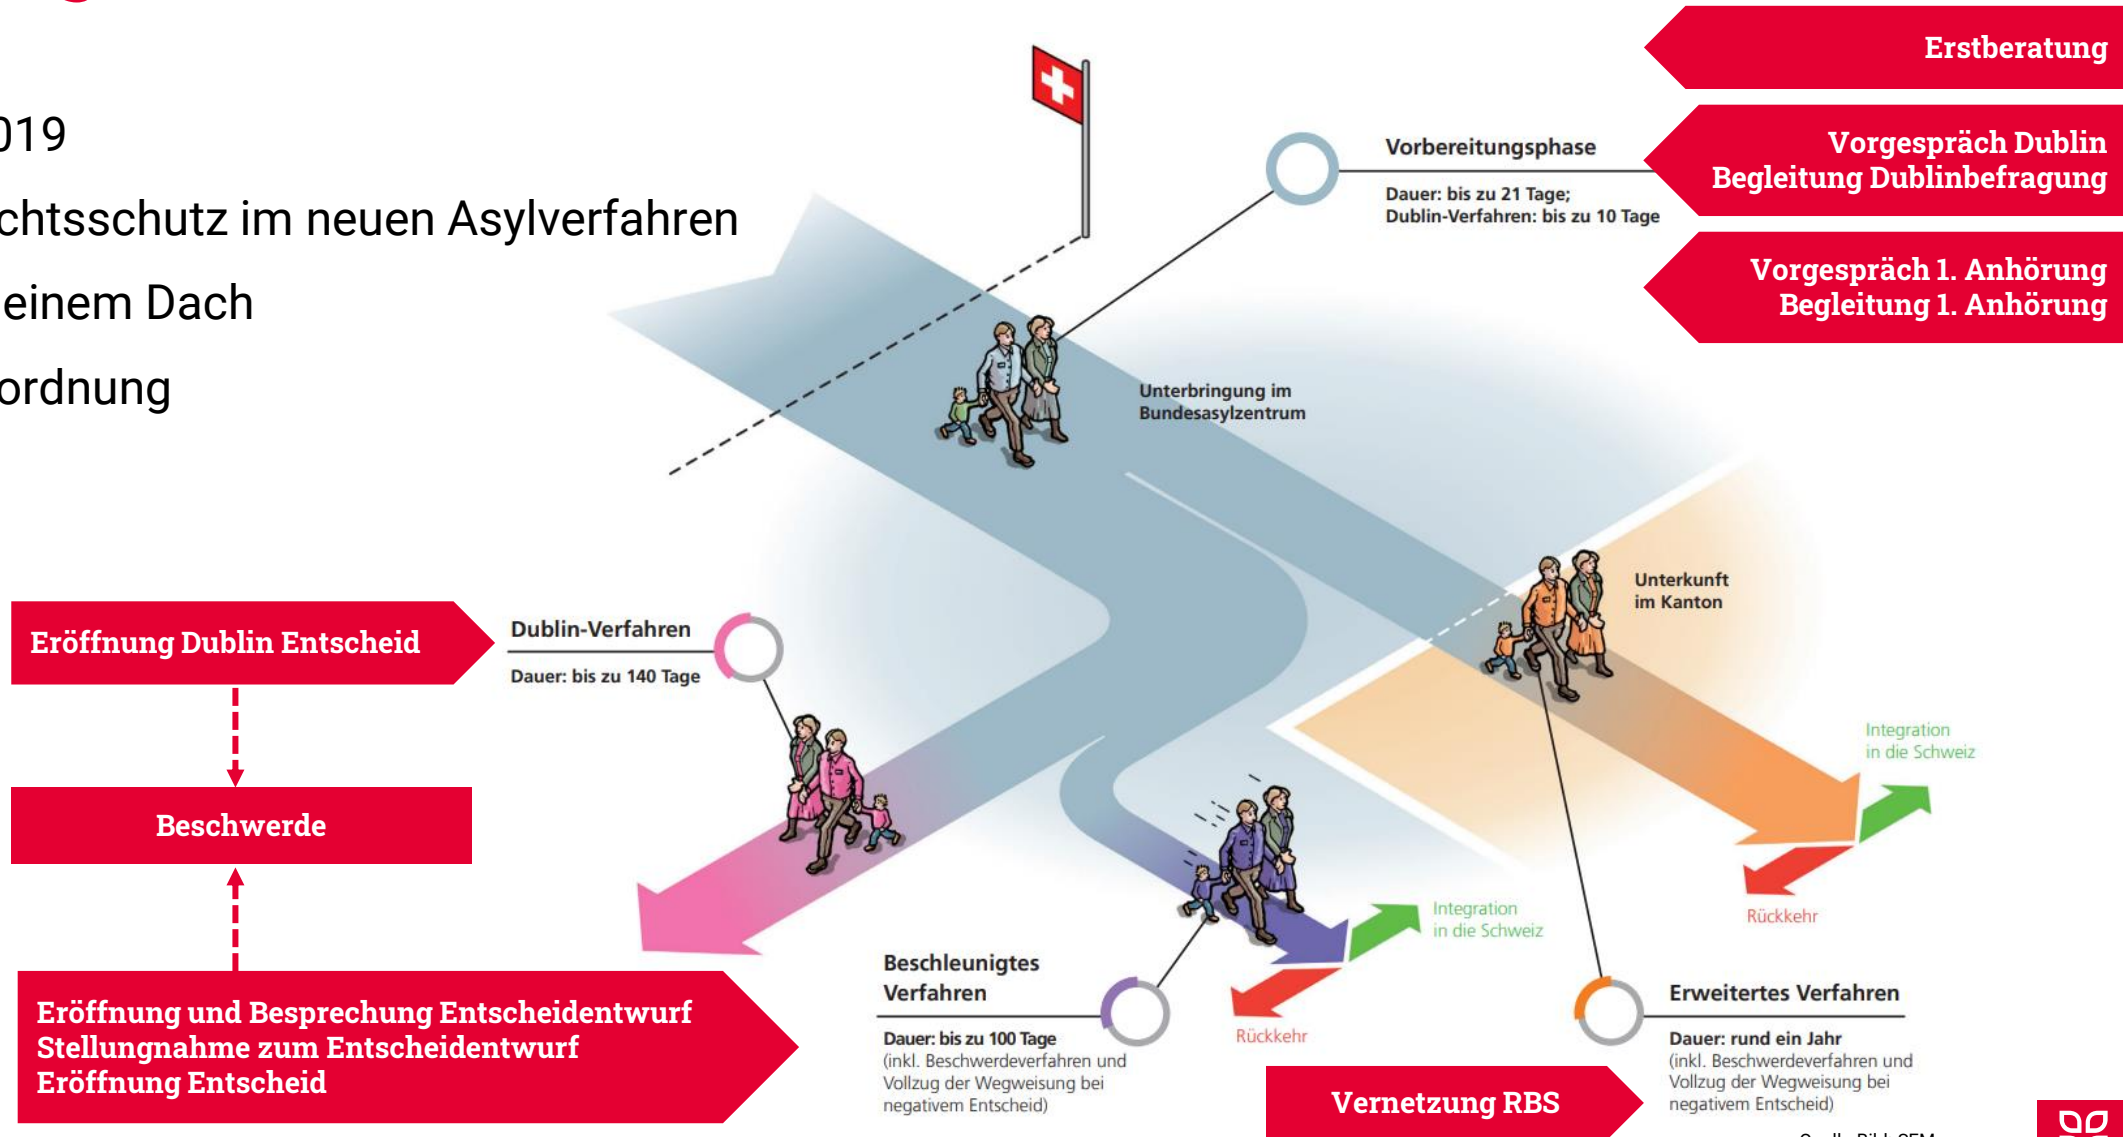 019
chtsschutz im neuen Asylverfahren
einem Dach
ordnung
Erstberatung
Vorgespräch Dublin
Begleitung Dublinbefragung
Vorgespräch 1. Anhörung
Begleitung 1. Anhörung
Vorbereitungsphase
Dauer: bis zu 21 Tage;
Dublin-Verfahren: bis zu 10 Tage
Unterbringung im
Bundesasylzentrum
Unterkunft
im Kanton
Eröffnung Dublin Entscheid
Dublin-Verfahren
Dauer: bis zu 140 Tage
Beschwerde
Integration
in die Schweiz
Rückkehr
Integration
in die Schweiz
Rückkehr
Eröffnung und Besprechung Entscheidentwurf
Stellungnahme zum Entscheidentwurf
Eröffnung Entscheid
Beschleunigtes
Verfahren
Dauer: bis zu 100 Tage
(inkl. Beschwerdeverfahren und
Vollzug der Wegweisung bei
negativem Entscheid)
Erweitertes Verfahren
Dauer: rund ein Jahr
(inkl. Beschwerdeverfahren und
Vollzug der Wegweisung bei
negativem Entscheid)
Vernetzung RBS